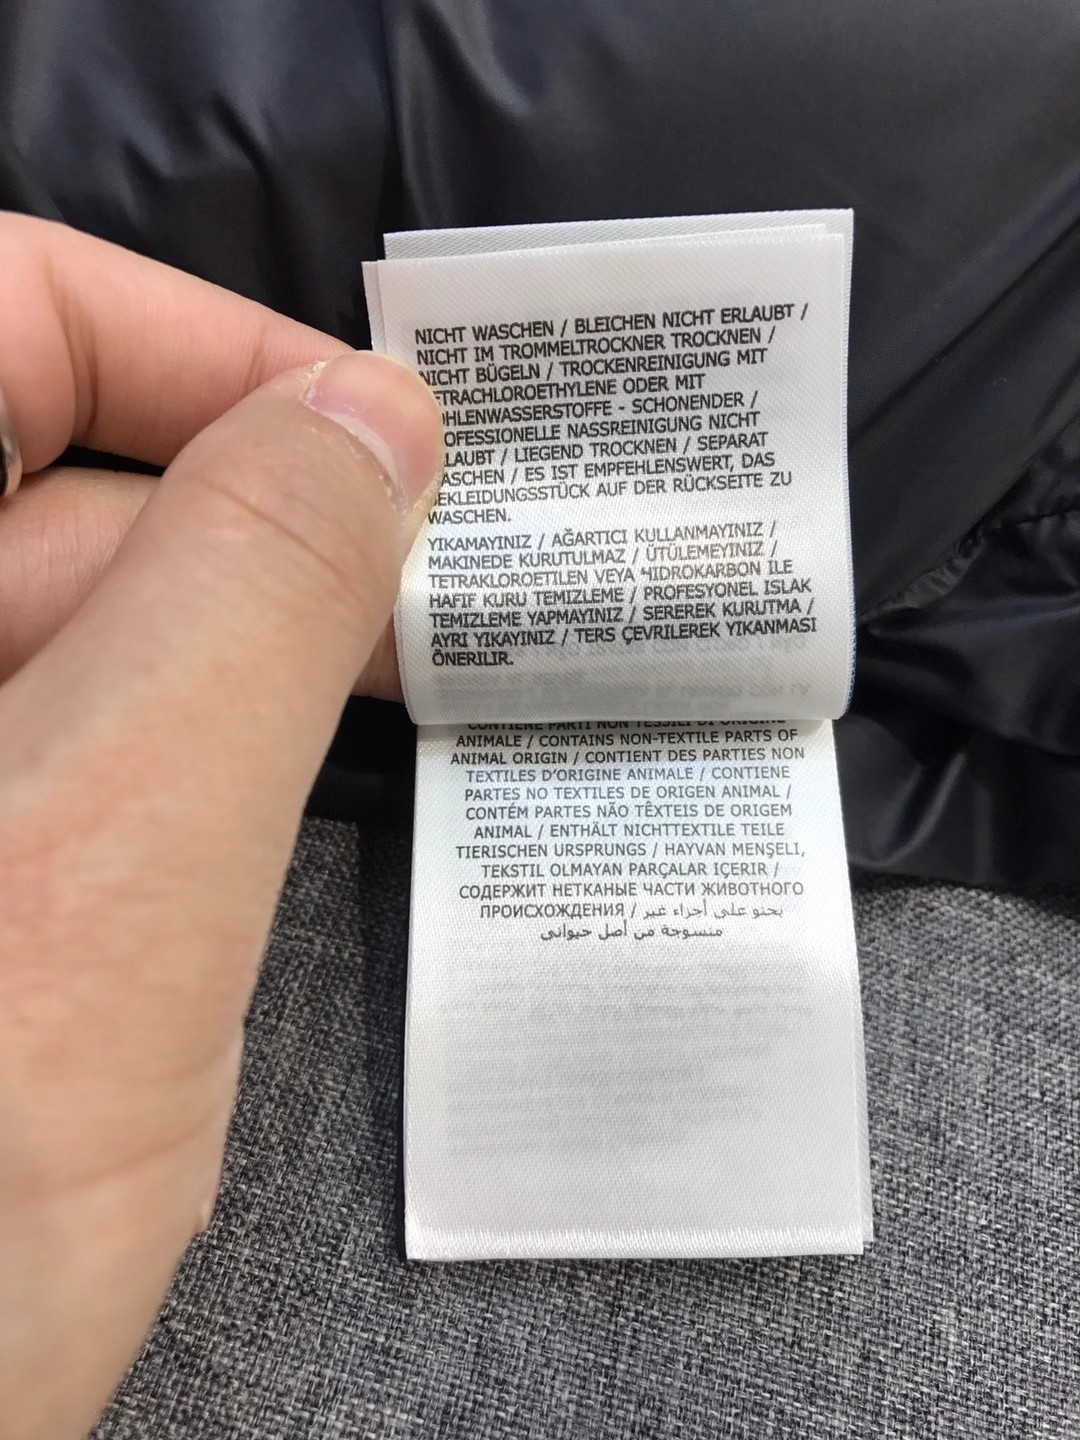 NICHT WASCHEN / BLEICHEN NICHT ERLAUBT /
NICHT IM TROMMELTROCKNER TROCKNEN /
NICHT BÜGELN / TROCKENREINIGUNG MIT
ETRACHLOROETHYLENE ODER MIT
OHLENWASSERSTOFFE - SCHONENDER /
OFESSIONELLE NASSREINIGUNG NICHT
LAUBT / LIEGEND TROCKNEN / SEPARAT
ASCHEN / ES IST EMPFEHLENSWERT, DAS
EKLEIDUNGSSTÜCK AUF DER RÜCKSEITE ZU
WASCHEN.
YIKAMAYINIZ / AĞARTICI KULLANMAYINIZ /
MAKINEDE KURUTULMAZ / ÜTÜLEMEYINIZ /
TETRAKLOROETILEN VEYA HIDROKARBON ILE
HAFIF KURU TEMIZLEME / PROFESYONEL ISLAK
TEMIZLEME YAPMAYINIZ / SEREREK KURUTMA /
AYRI YIKAYINIZ / TERS ÇEVRILEREK YIKANMASI
ÖNERILIR.
CONTIENE PARTI NON TESSILI DI ORIGINE
ANIMALE / CONTAINS NON-TEXTILE PARTS OF
ANIMAL ORIGIN / CONTIENT DES PARTIES NON
TEXTILES D'ORIGINE ANIMALE / CONTIENE
PARTES NO TEXTILES DE ORIGEN ANIMAL /
CONTÉM PARTES NÃO TÊXTEIS DE ORIGEM
ANIMAL / ENTHÄLT NICHTTEXTILE TEILE
TIERISCHEN URSPRUNGS / HAYVAN MENŞELI,
TEKSTIL OLMAYAN PARÇALAR IÇERIR /
СОДЕРЖИТ НЕТКАНЫЕ ЧАСТИ ЖИВОТНОГО
ПРОИСХОЖДЕНИЯ / يحتو على أجزاء غير
منسوجة من أصل حيوانى